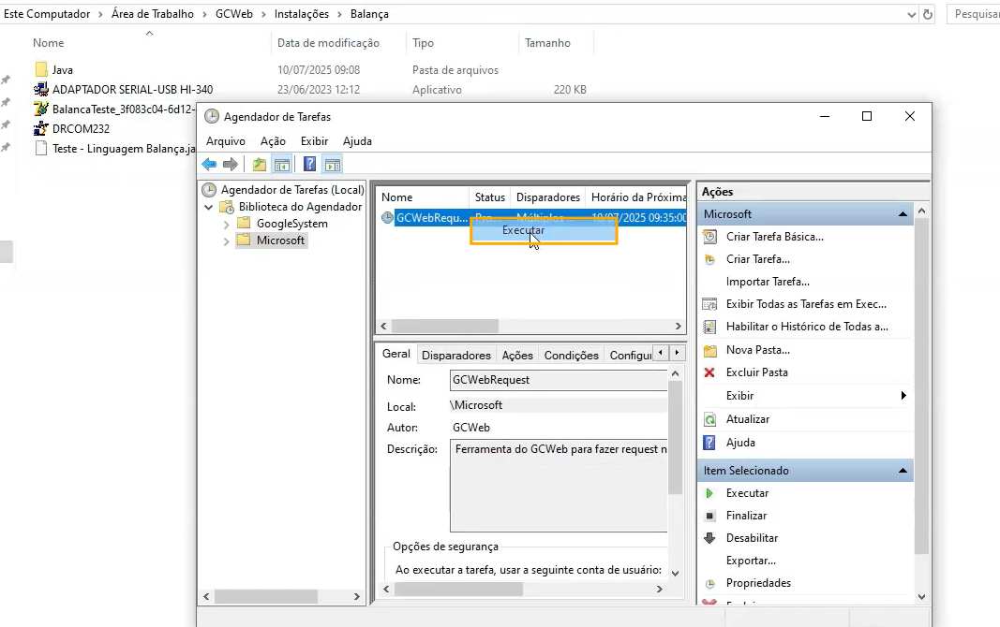 Este Computador > Área de Trabalho > GCWeb > Instalações > Balança
Pesquisar
Nome Data de modificação Tipo Tamanho
Java 10/07/2025 09:08 Pasta de arquivos
ADAPTADOR SERIAL-USB HI-340 23/06/2023 12:12 Aplicativo 220 KB
BalancaTeste_3f083c04-6d12-
DRCOM232
Teste - Linguagem Balança.ja
Agendador de Tarefas
Arquivo Ação Exibir Ajuda
Agendador de Tarefas (Local)
Biblioteca do Agendador
GoogleSystem
Microsoft
Nome Status Disparadores Horário da Próxima
GCWebRequ... Pro... Múltiplos ... 10/07/2025 09:35:00
Executar
Geral Disparadores Ações Condições Configu
Nome: GCWebRequest
Local: \Microsoft
Autor: GCWeb
Descrição: Ferramenta do GCWeb para fazer request n
Opções de segurança
Ao executar a tarefa, usar a seguinte conta de usuário:
Ações
Microsoft
Criar Tarefa Básica...
Criar Tarefa...
Importar Tarefa...
Exibir Todas as Tarefas em Exec...
Habilitar o Histórico de Todas a...
Nova Pasta...
Excluir Pasta
Exibir
Atualizar
Ajuda
Item Selecionado
Executar
Finalizar
Desabilitar
Exportar...
Propriedades